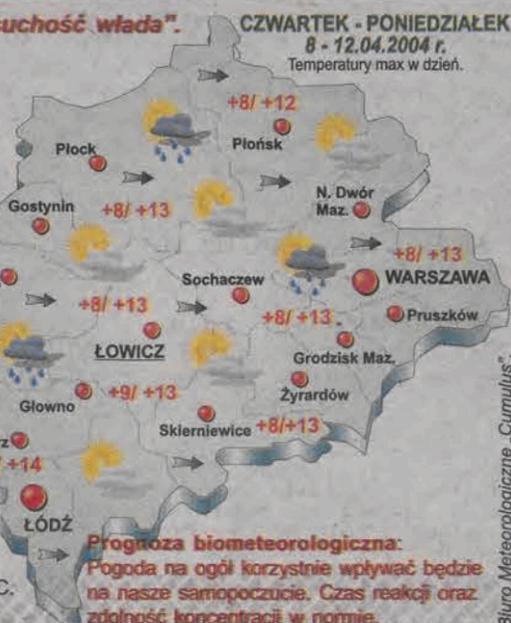 suchość włada".
CZWARTEK - PONIEDZIAŁEK
8 - 12.04.2004 r.
Temperatury max w dzień.
+8/ +12
Płońsk
Płock
N. Dwór
Maz.
Gostynin
+8/ +13
+8/ +13
WARSZAWA
Sochaczew
+8/ +13
+8/ +13
Pruszków
ŁOWICZ
Grodzisk Maz.
+9/ +13
Żyrardów
Głowno
Skierniewice
+8/+13
rz
/ +14
ŁÓDŹ
Prognoza biometeorologiczna:
Pogoda na ogół korzystnie wpływać będzie
na nasze samopoczucie. Czas reakcji oraz
zdolność koncentracji w normie.
C.
Biuro Meteorologiczne „Cumulus".